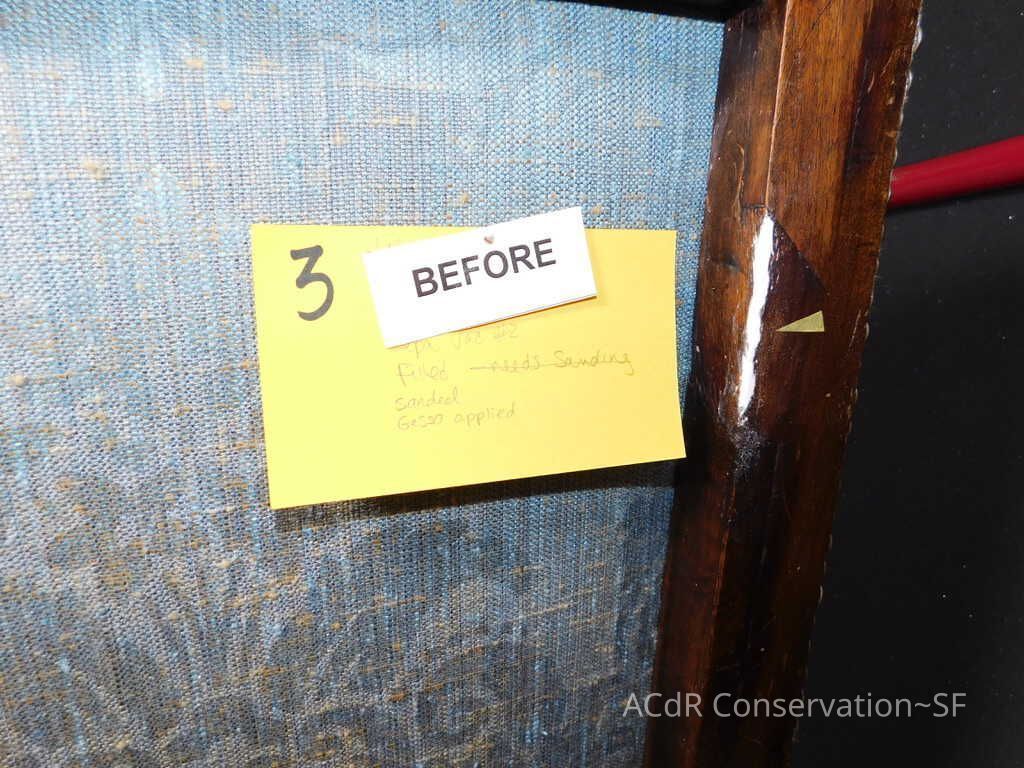 3
BEFORE
filled needs Sanding
sanded
Gesso applied
ACdR Conservation~SF